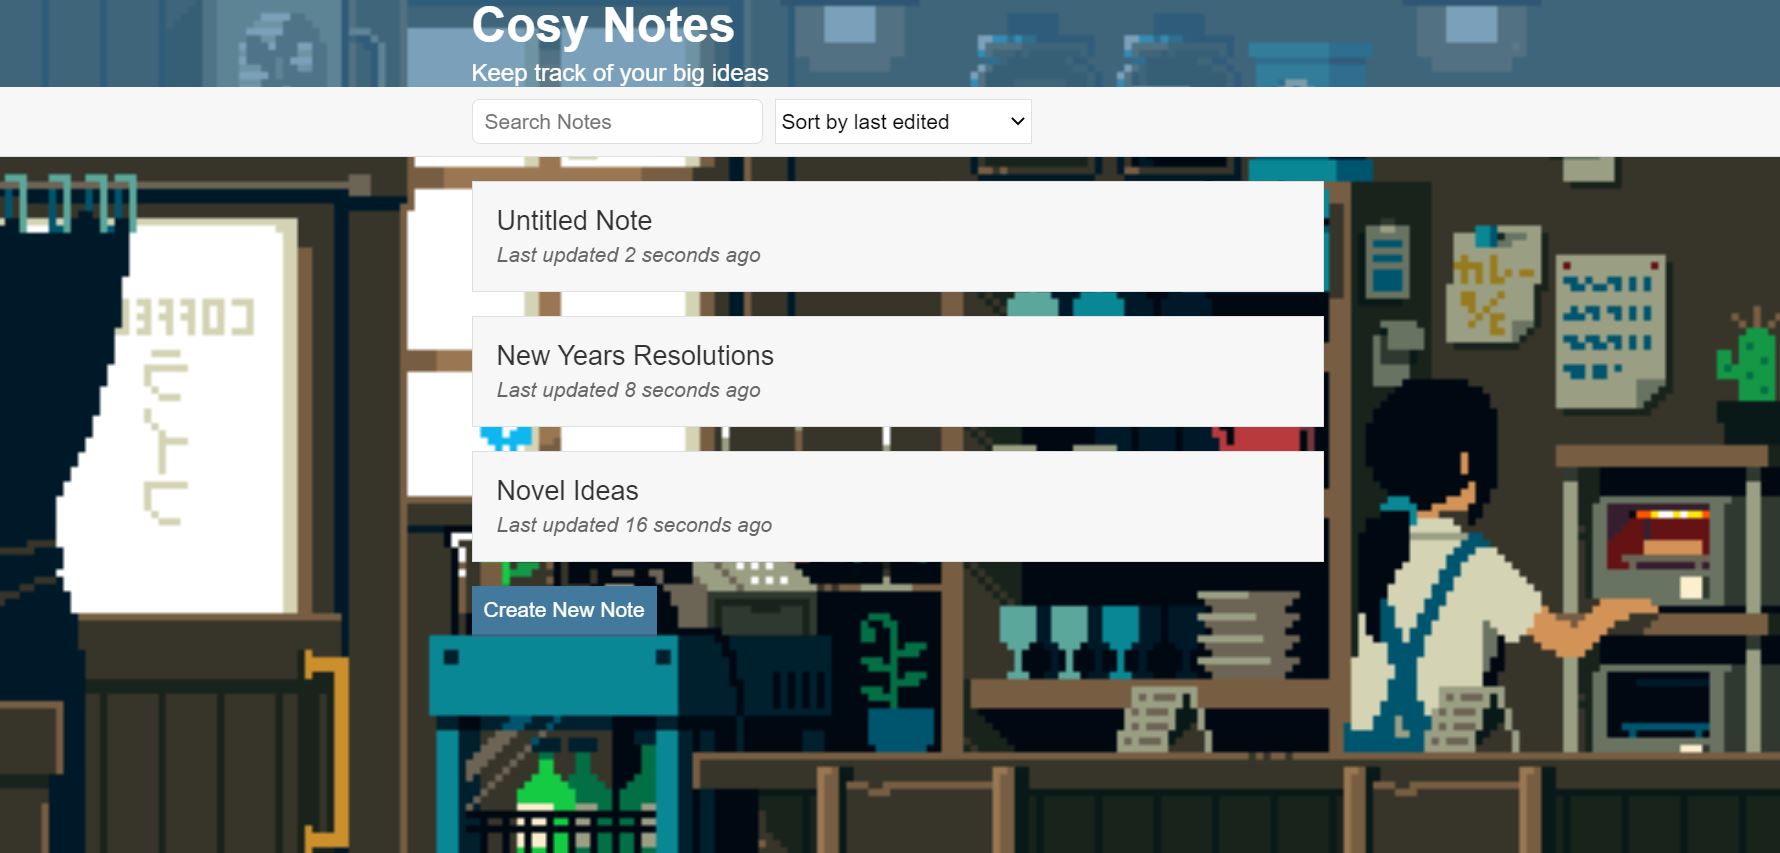 Cosy Notes
Keep track of your big ideas
Search Notes
Sort by last edited
Untitled Note
Last updated 2 seconds ago
New Years Resolutions
Last updated 8 seconds ago
Novel Ideas
Last updated 16 seconds ago
Create New Note